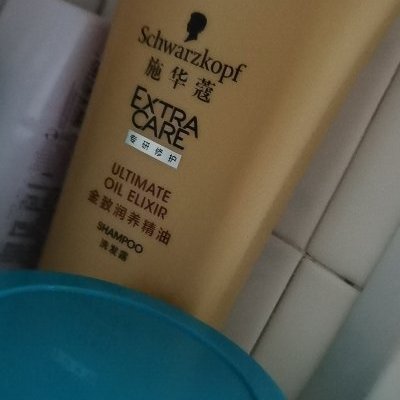 Schwarzkopf
施华蔻
EXTRA
CARE
专研修护
ULTIMATE
OIL ELIXIR
金致润养精油
SHAMPOO
洗发露